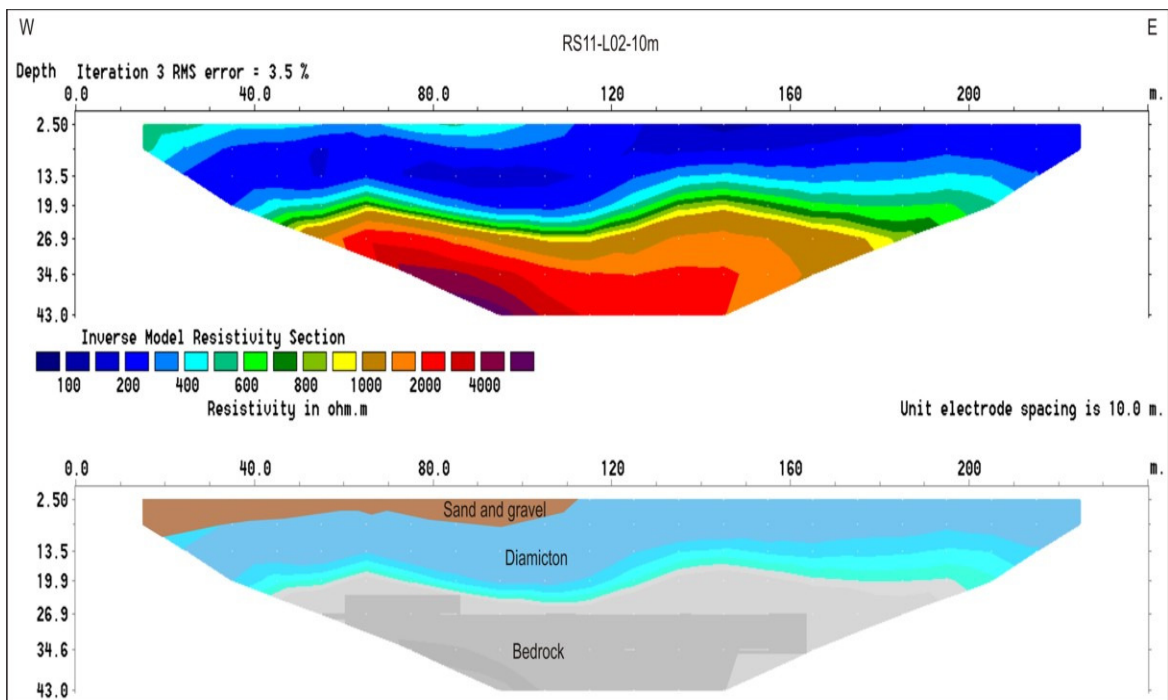 W
E
RS11-L02-10m
Depth Iteration 3 RMS error = 3.5 %
0.0 40.0 80.0 120 160 200 m.
2.50
13.5
19.9
26.9
34.6
43.0
Inverse Model Resistivity Section
100 200 400 600 800 1000 2000 4000
Resistivity in ohm.m
Unit electrode spacing is 10.0 m.
0.0 40.0 80.0 120 160 200 m.
2.50
Sand and gravel
13.5
Diamicton
19.9
26.9
34.6
Bedrock
43.0